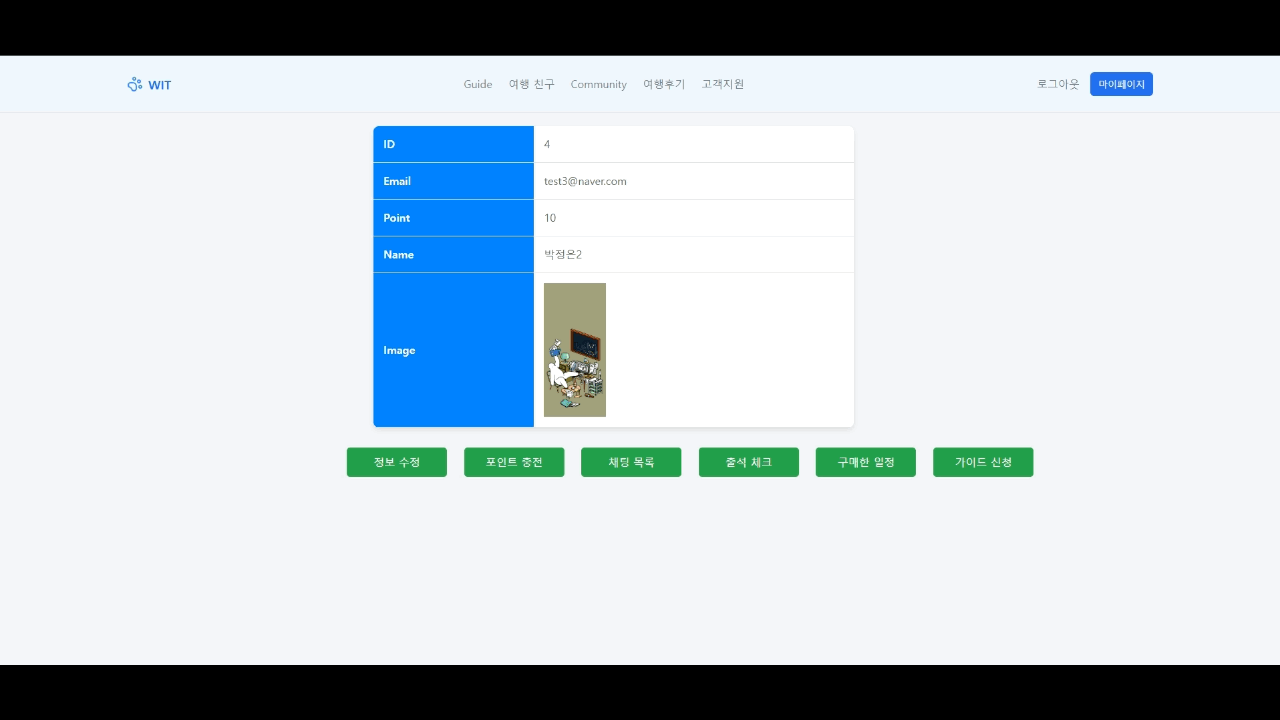 WIT
Guide 여행 친구 Community 여행후기 고객지원
로그아웃 마이페이지
ID 4
Email test3@naver.com
Point 10
Name 박정은2
Image
정보 수정 포인트 충전 채팅 목록 출석 체크 구매한 일정 가이드 신청